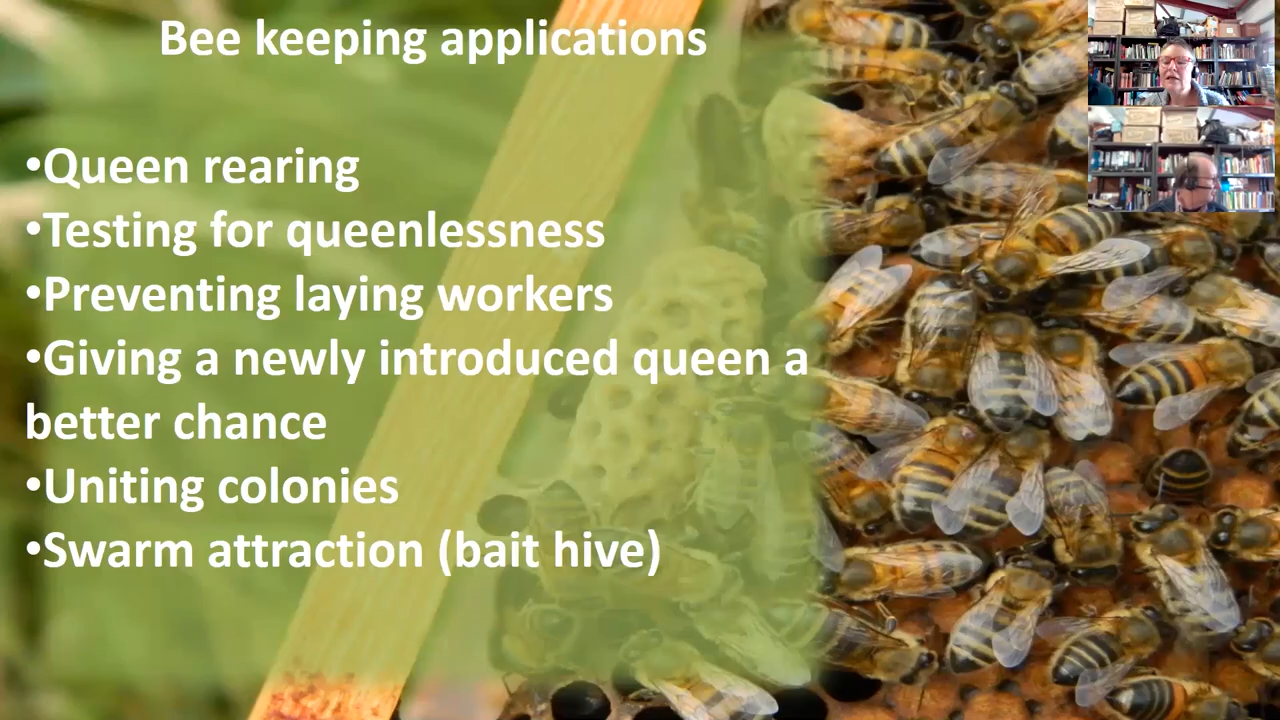 Bee keeping applications
•Queen rearing
•Testing for queenlessness
•Preventing laying workers
•Giving a newly introduced queen a
better chance
•Uniting colonies
•Swarm attraction (bait hive)